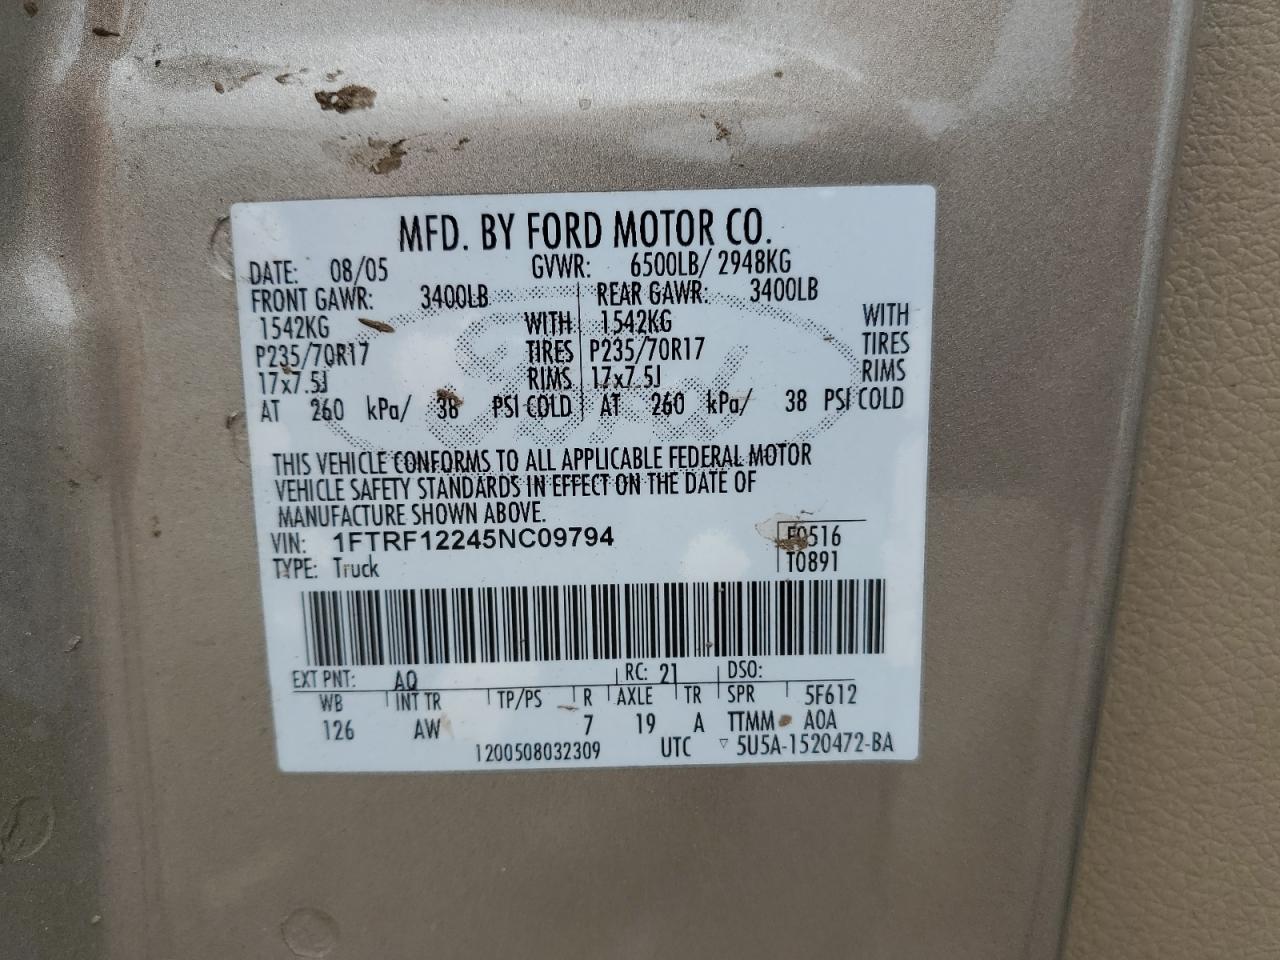 MFD. BY FORD MOTOR CO.
DATE: 08/05 GVWR: 6500LB/ 2948KG
FRONT GAWR: 3400LB REAR GAWR: 3400LB
1542KG WITH 1542KG WITH
P235/70R17 TIRES P235/70R17 TIRES
17x7.5J RIMS 17x7.5J RIMS
AT 260 kPa/ 38 PSI COLD AT 260 kPa/ 38 PSI COLD
THIS VEHICLE CONFORMS TO ALL APPLICABLE FEDERAL MOTOR
VEHICLE SAFETY STANDARDS IN EFFECT ON THE DATE OF
MANUFACTURE SHOWN ABOVE.
VIN: 1FTRF12245NC09794 F0516
TYPE: Truck T0891
EXT PNT: AQ RC: 21 DSO:
WB INT TR TP/PS R AXLE TR SPR 5F612
126 AW 7 19 A TTMM AOA
1200508032309 UTC ▽ 5U5A-1520472-BA